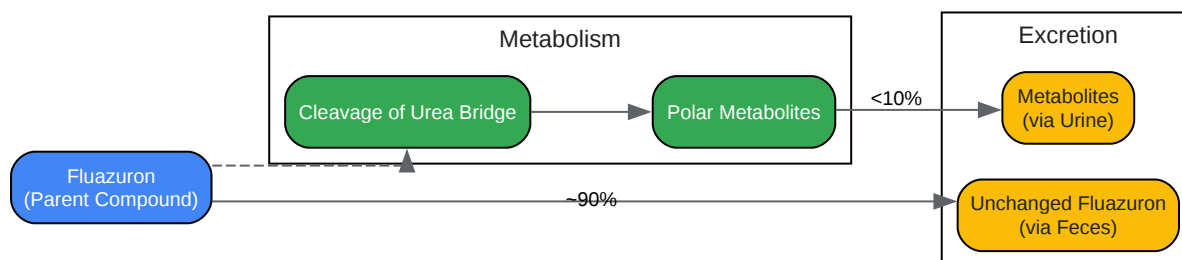 Metabolism
Excretion
Cleavage of Urea Bridge
Polar Metabolites
<10%
Metabolites
(via Urine)
Fluazuron
(Parent Compound)
~90%
Unchanged Fluazuron
(via Feces)